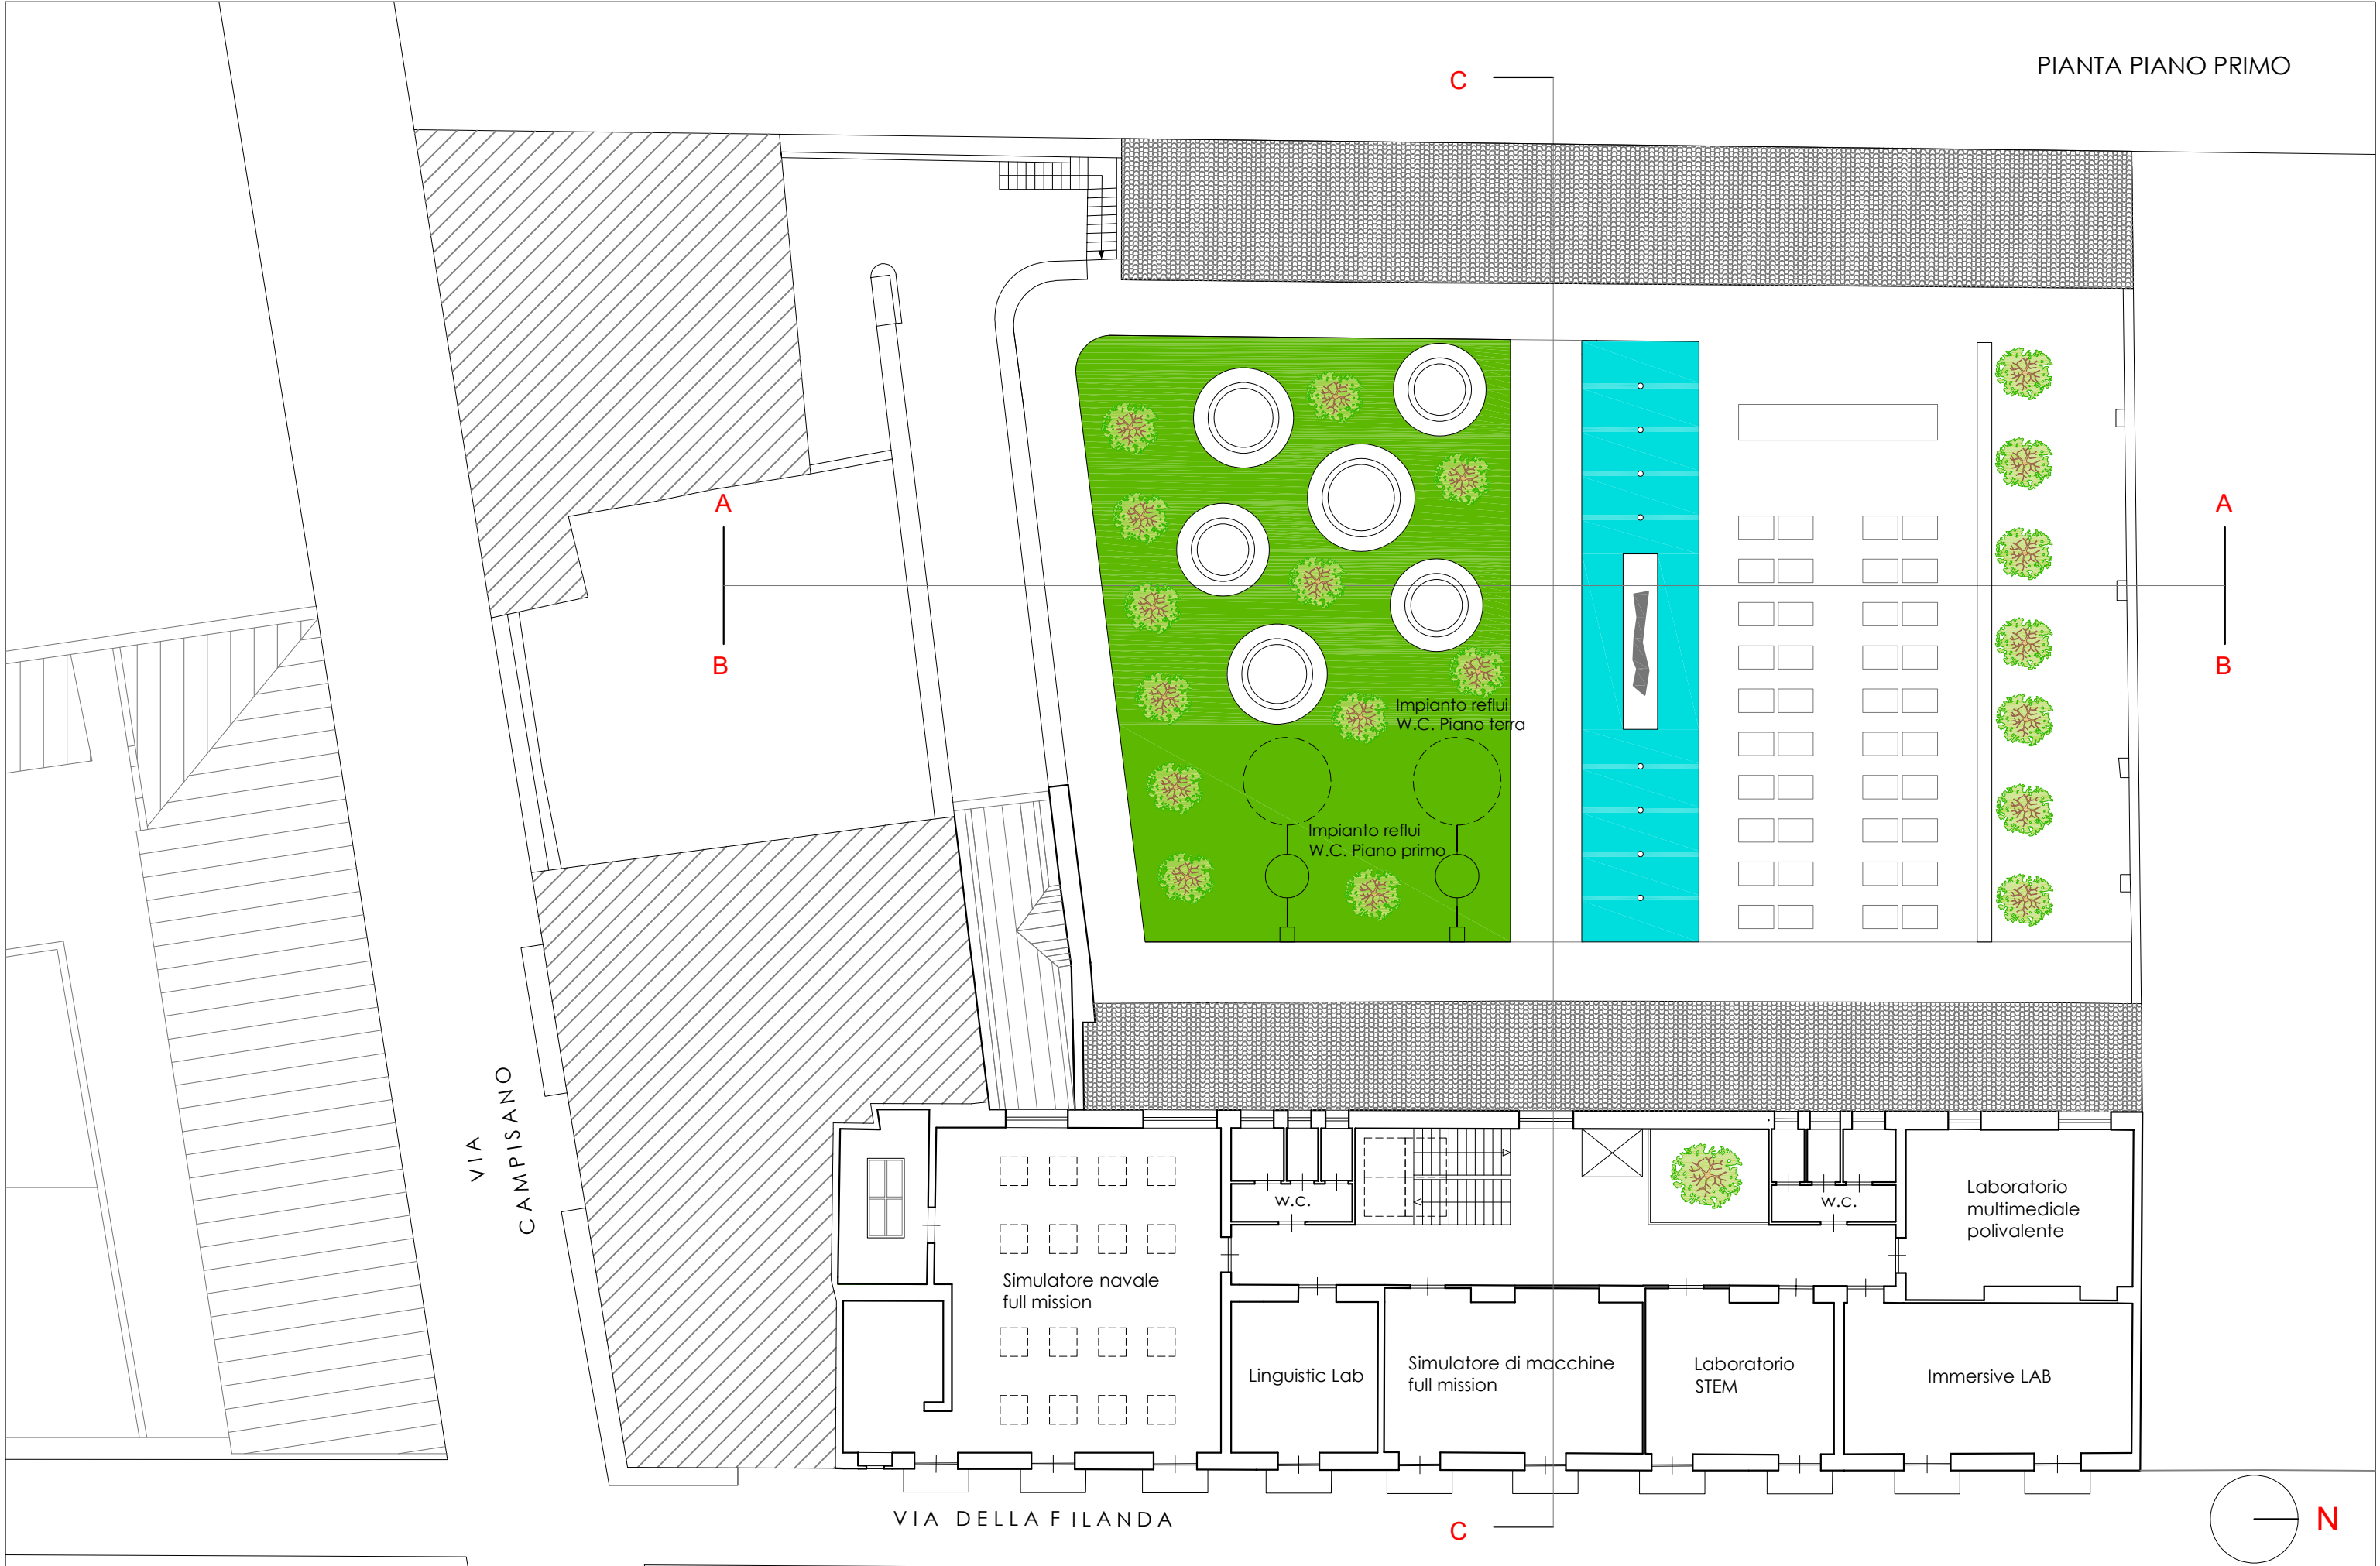 PIANTA PIANO PRIMO
C
A
A
B
B
Impianto reflui
W.C. Piano terra
Impianto reflui
W.C. Piano primo
VIA
CAMPISANO
w.c.
w.c.
Laboratorio
multimediale
polivalente
Simulatore navale
full mission
Linguistic Lab
Simulatore di macchine
full mission
Laboratorio
STEM
Immersive LAB
VIA DELLA FILANDA
C
N